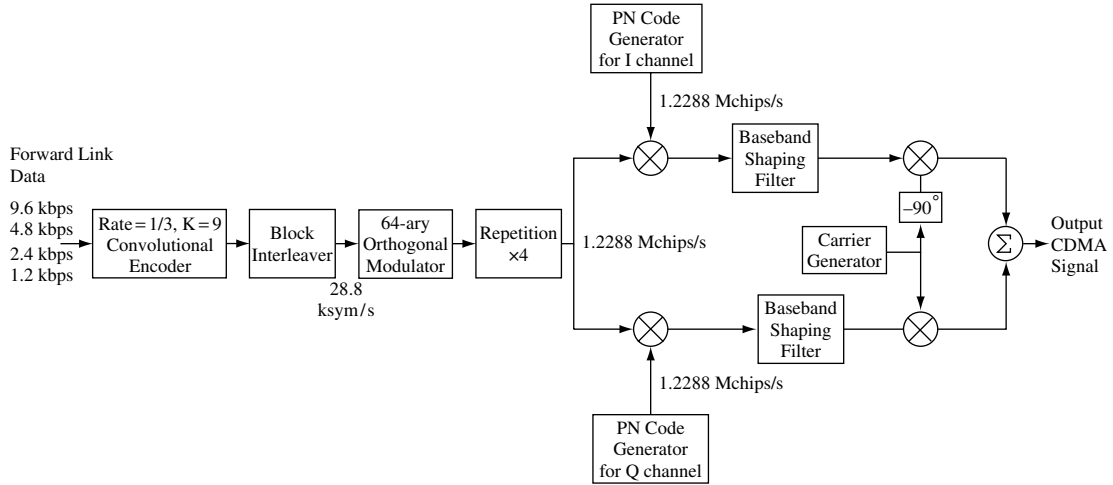 PN Code
Generator
for I channel
1.2288 Mchips/s
Forward Link
Data
9.6 kbps
4.8 kbps
2.4 kbps
1.2 kbps
Rate = 1/3, K = 9
Convolutional
Encoder
Block
Interleaver
28.8
ksym/s
64-ary
Orthogonal
Modulator
Repetition
×4
1.2288 Mchips/s
Baseband
Shaping
Filter
–90°
Carrier
Generator
Σ
Output
CDMA
Signal
Baseband
Shaping
Filter
1.2288 Mchips/s
PN Code
Generator
for Q channel